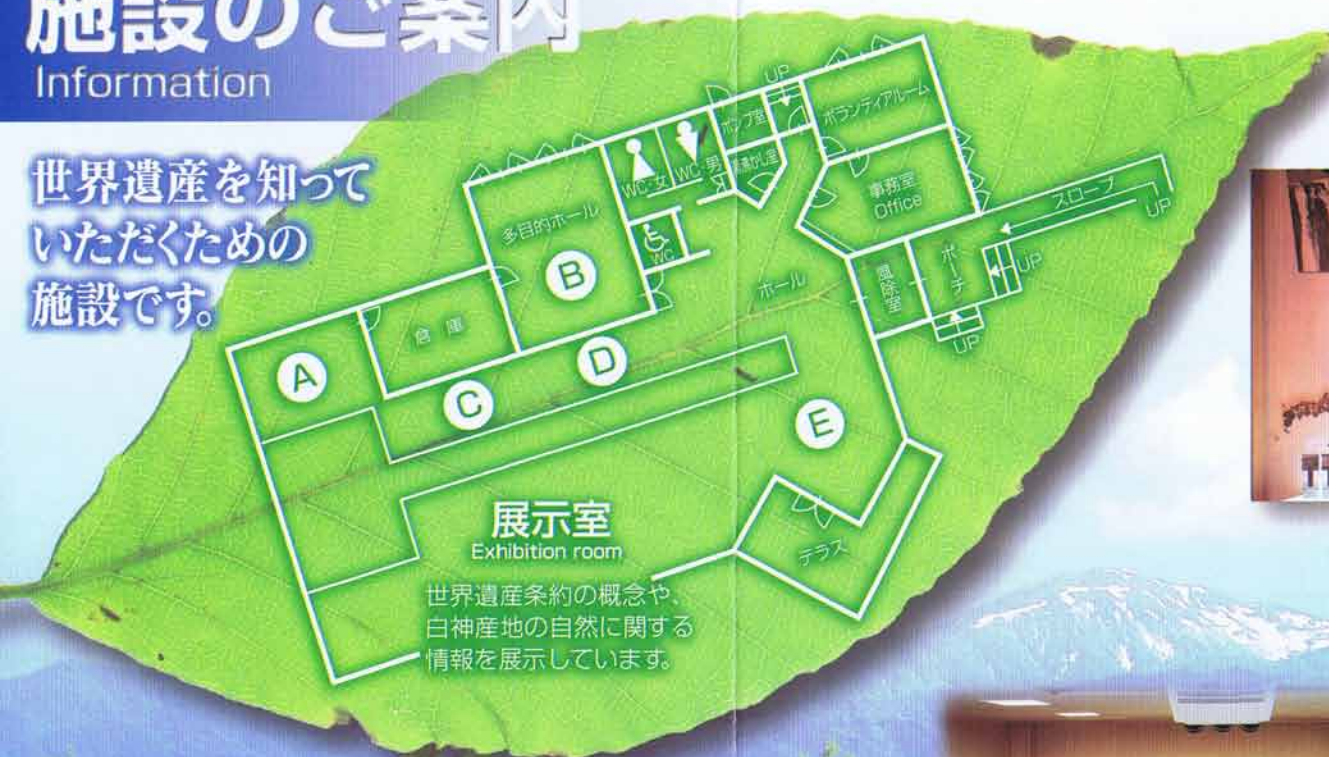 施設のご案内
Information
世界遺産を知って
いただくための
施設です。
UP
ポンプ室
ボランティアルーム
WC・女
WC・男
湯沸かし室
事務室
Office
スロープ
UP
多目的ホール
B
WC
ホール
風除室
ポーチ
UP
UP
倉庫
A
D
C
E
展示室
Exhibition room
テラス
世界遺産条約の概念や、
白神産地の自然に関する
情報を展示しています。